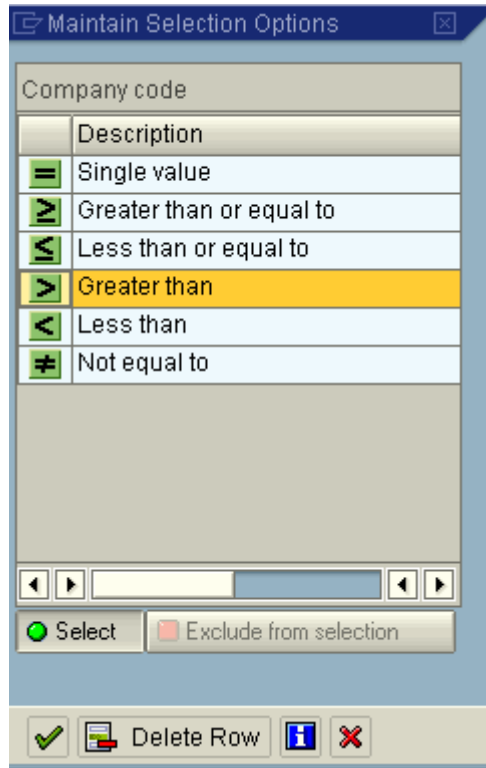 Maintain Selection Options
Company code
Description
= Single value
≥ Greater than or equal to
≤ Less than or equal to
> Greater than
< Less than
≠ Not equal to
Select Exclude from selection
Delete Row